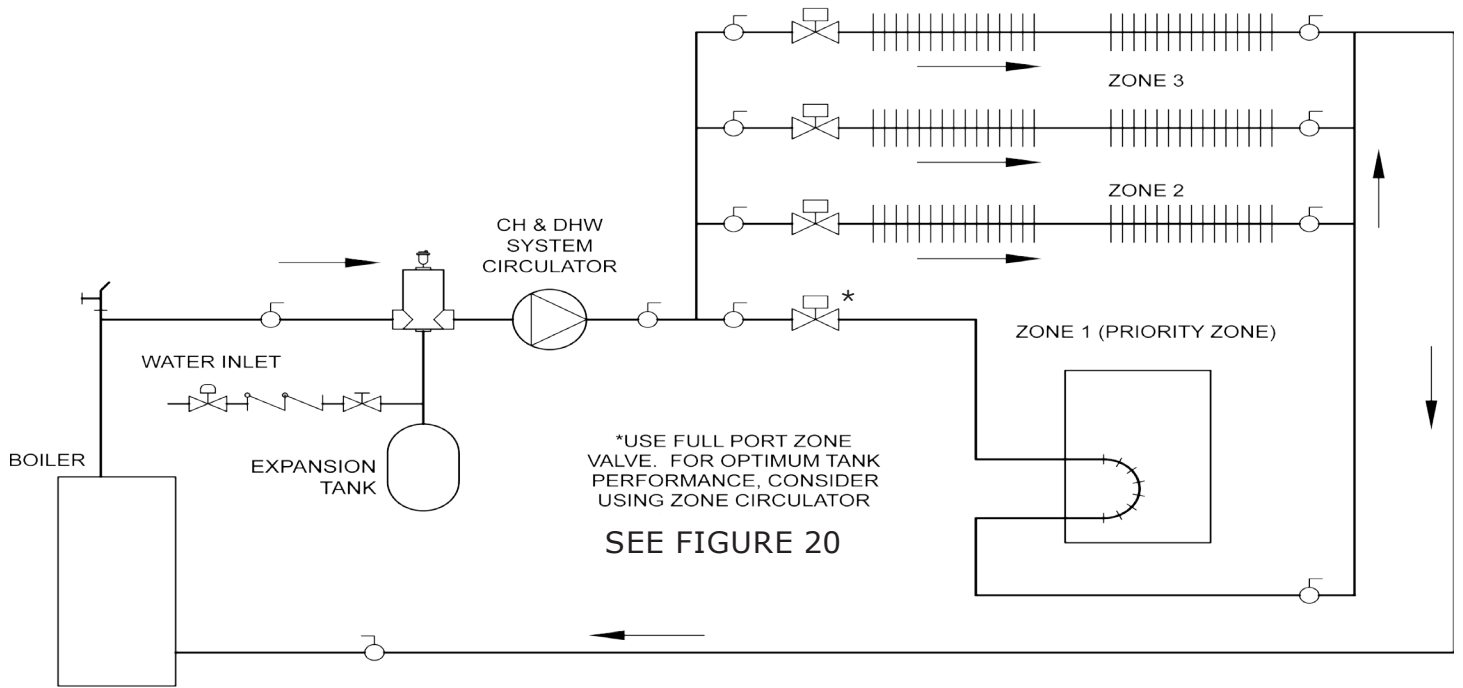 ZONE 3
ZONE 2
CH & DHW
SYSTEM
CIRCULATOR
*
ZONE 1 (PRIORITY ZONE)
WATER INLET
BOILER
EXPANSION
TANK
*USE FULL PORT ZONE
VALVE. FOR OPTIMUM TANK
PERFORMANCE, CONSIDER
USING ZONE CIRCULATOR
SEE FIGURE 20